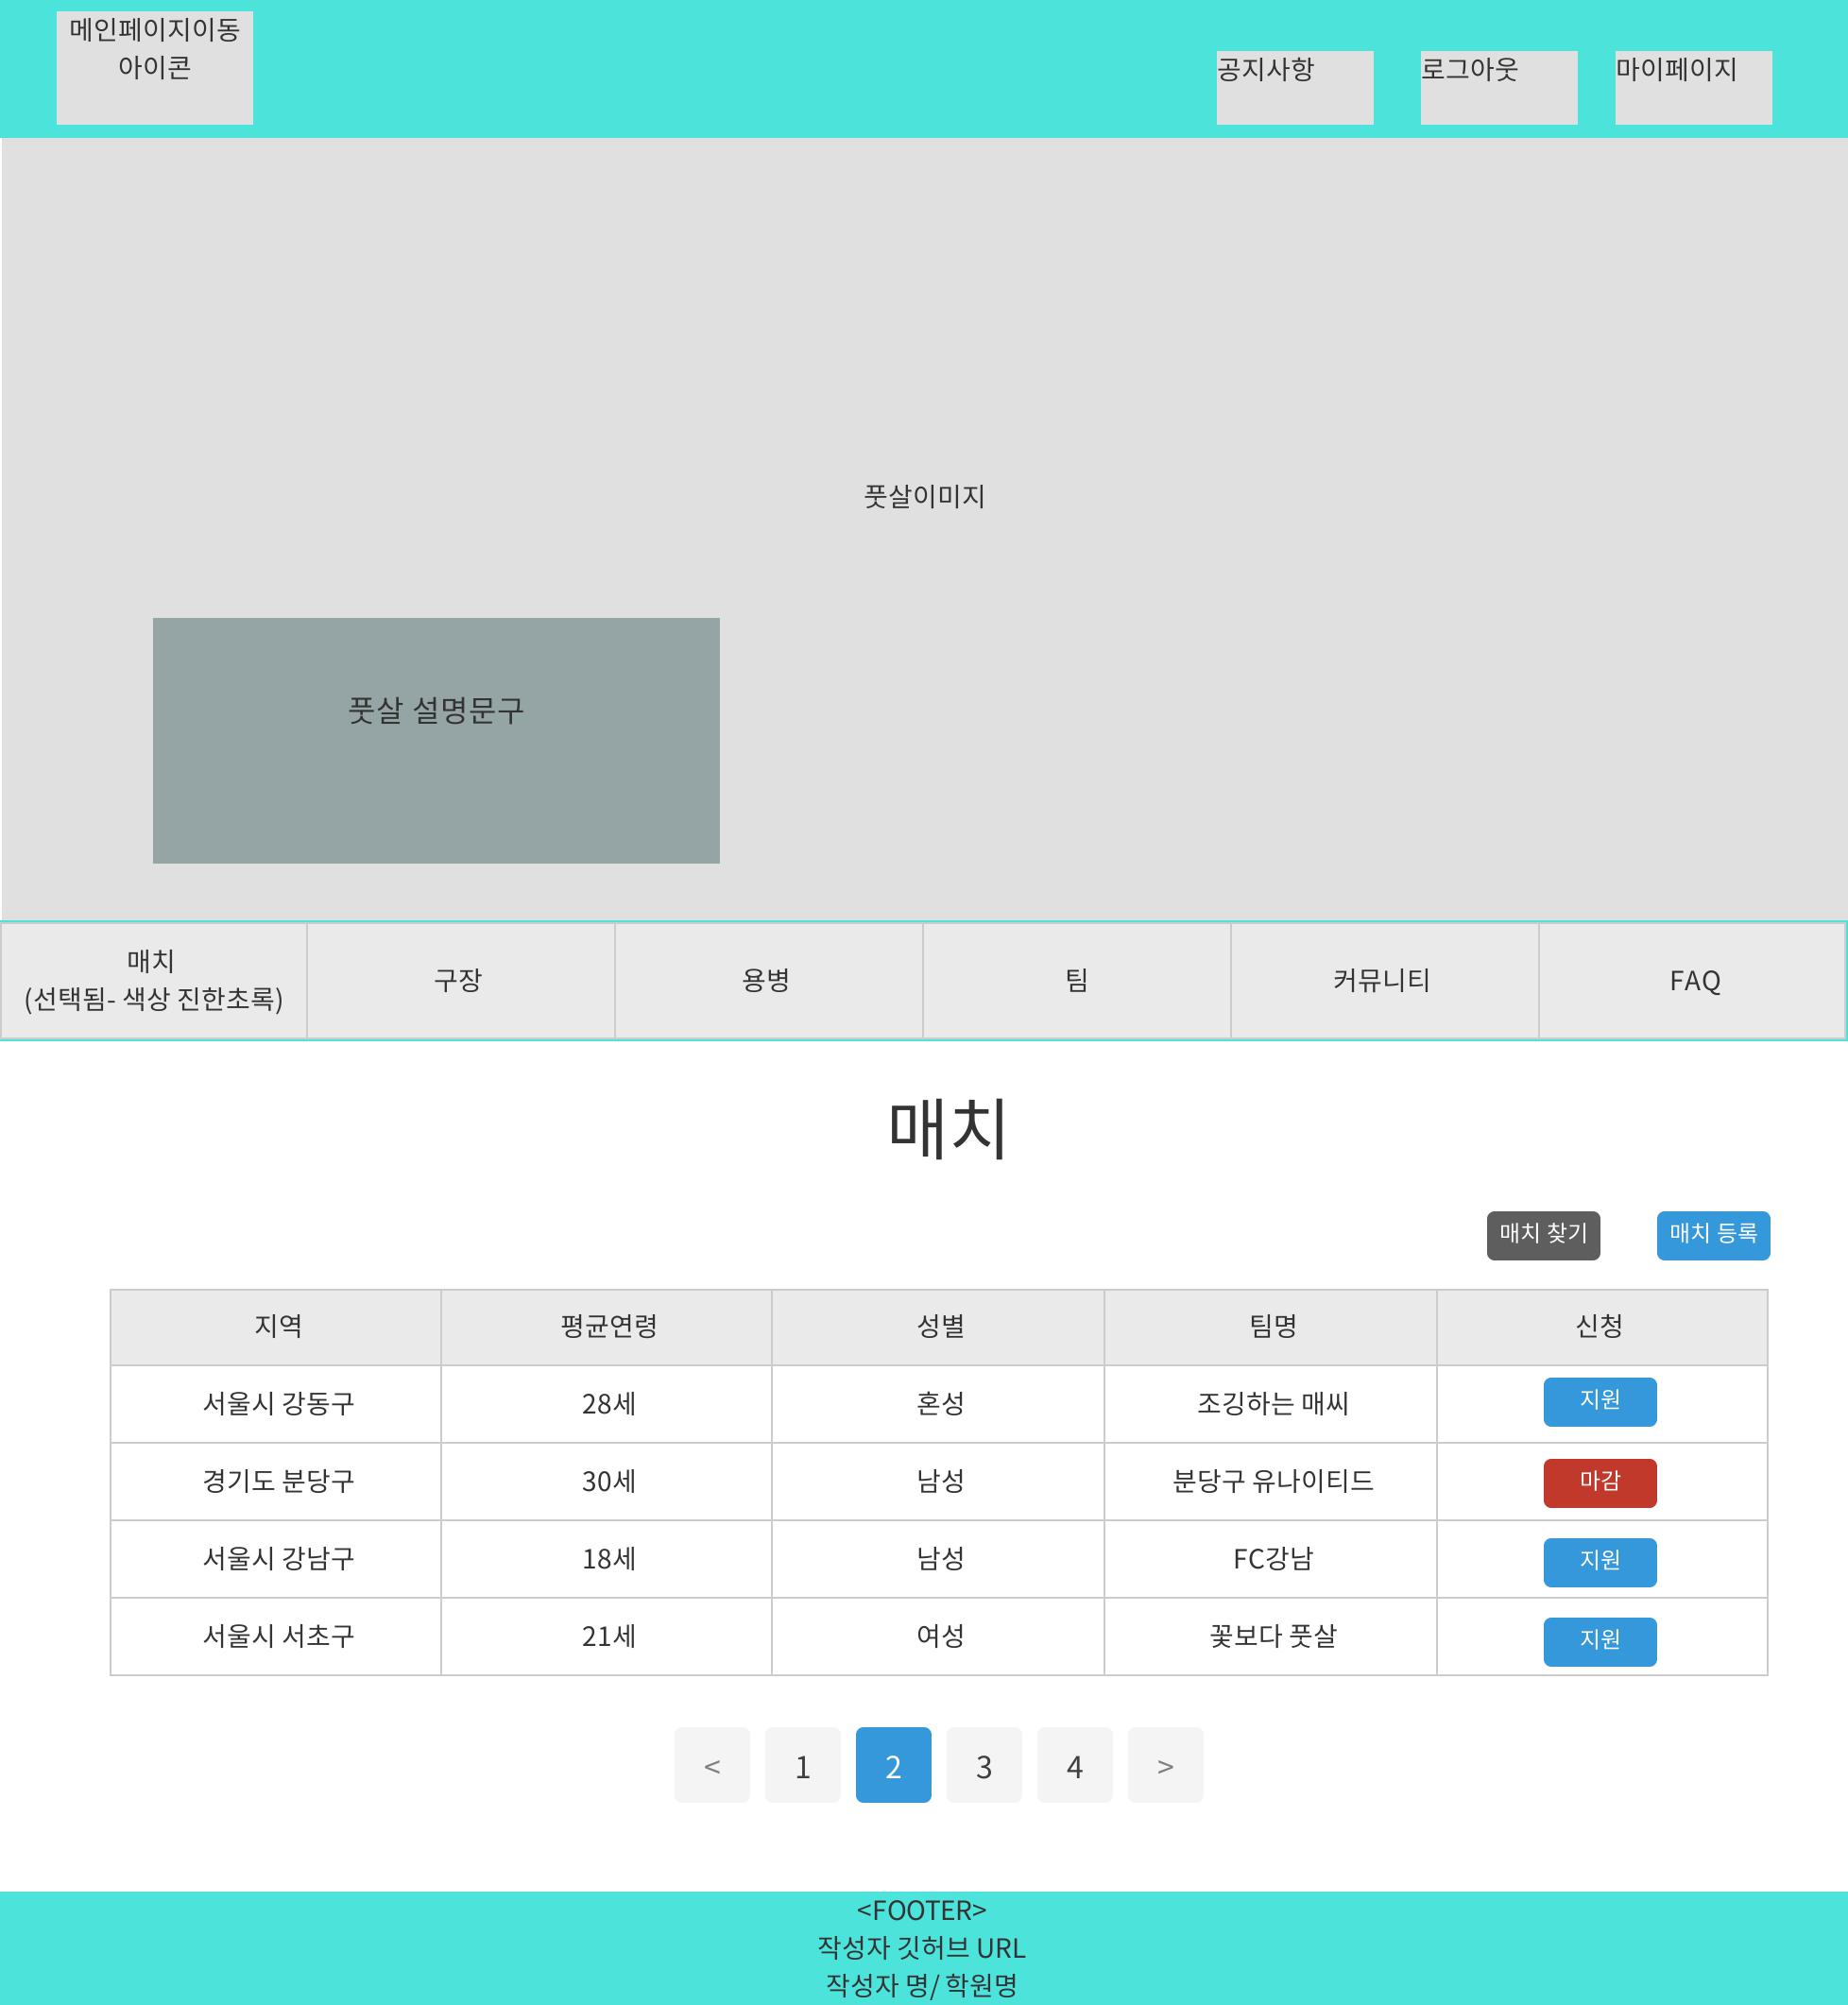 메인페이지이동
아이콘
공지사항
로그아웃
마이페이지
풋살이미지
풋살 설명문구
매치
(선택됨- 색상 진한초록)
구장
용병
팀
커뮤니티
FAQ
매치
매치 찾기
매치 등록
지역 평균연령 성별 팀명 신청
서울시 강동구 28세 혼성 조깅하는 매씨 지원
경기도 분당구 30세 남성 분당구 유나이티드 마감
서울시 강남구 18세 남성 FC강남 지원
서울시 서초구 21세 여성 꽃보다 풋살 지원
< 1 2 3 4 >
<FOOTER>
작성자 깃허브 URL
작성자 명/ 학원명